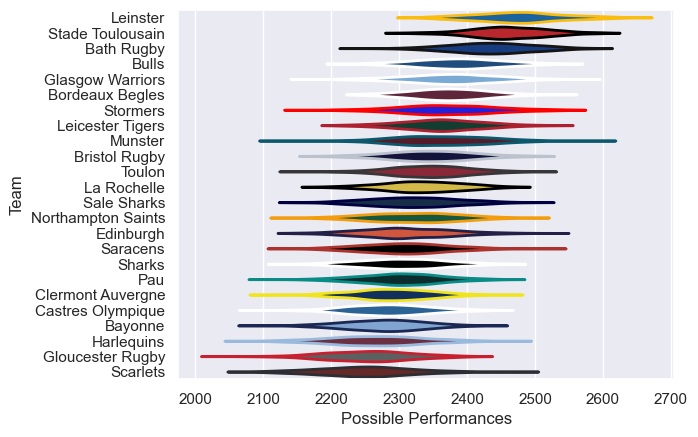 Leinster
Stade Toulousain
Bath Rugby
Bulls
Glasgow Warriors
Bordeaux Begles
Stormers
Leicester Tigers
Munster
Bristol Rugby
Toulon
La Rochelle
Sale Sharks
Northampton Saints
Edinburgh
Saracens
Sharks
Pau
Clermont Auvergne
Castres Olympique
Bayonne
Harlequins
Gloucester Rugby
Scarlets
Team
2000 2100 2200 2300 2400 2500 2600 2700
Possible Performances